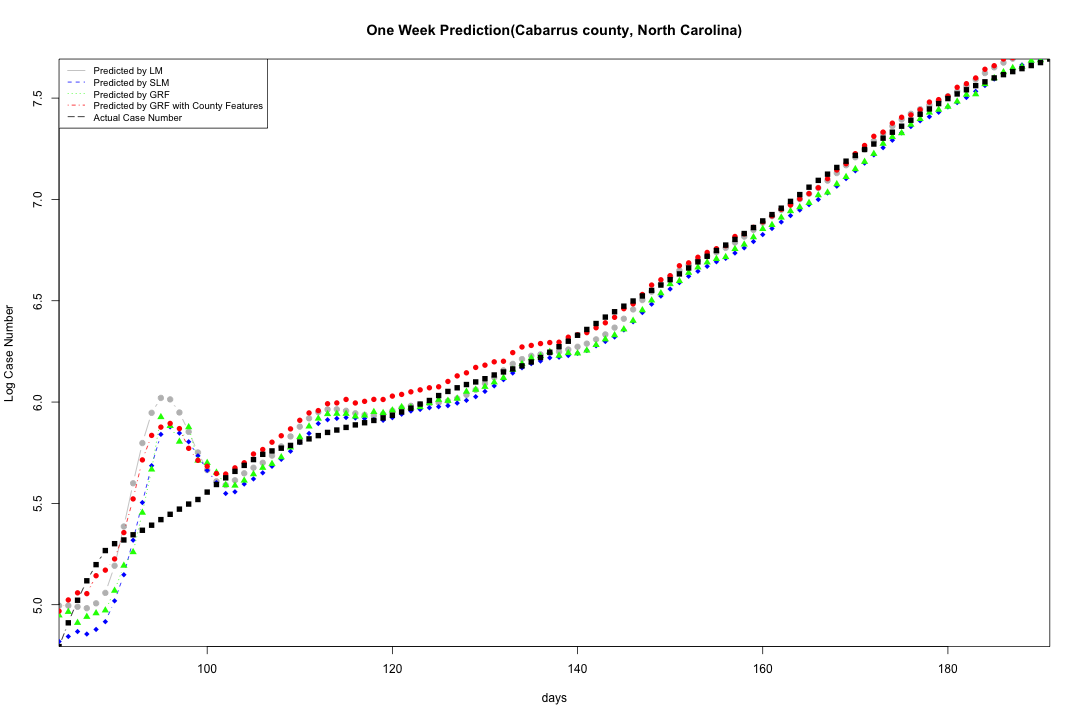 One Week Prediction(Cabarrus county, North Carolina)
Predicted by LM
Predicted by SLM
Predicted by GRF
Predicted by GRF with County Features
Actual Case Number
7.5
7.0
6.5
6.0
5.5
5.0
Log Case Number
100 120 140 160 180
days